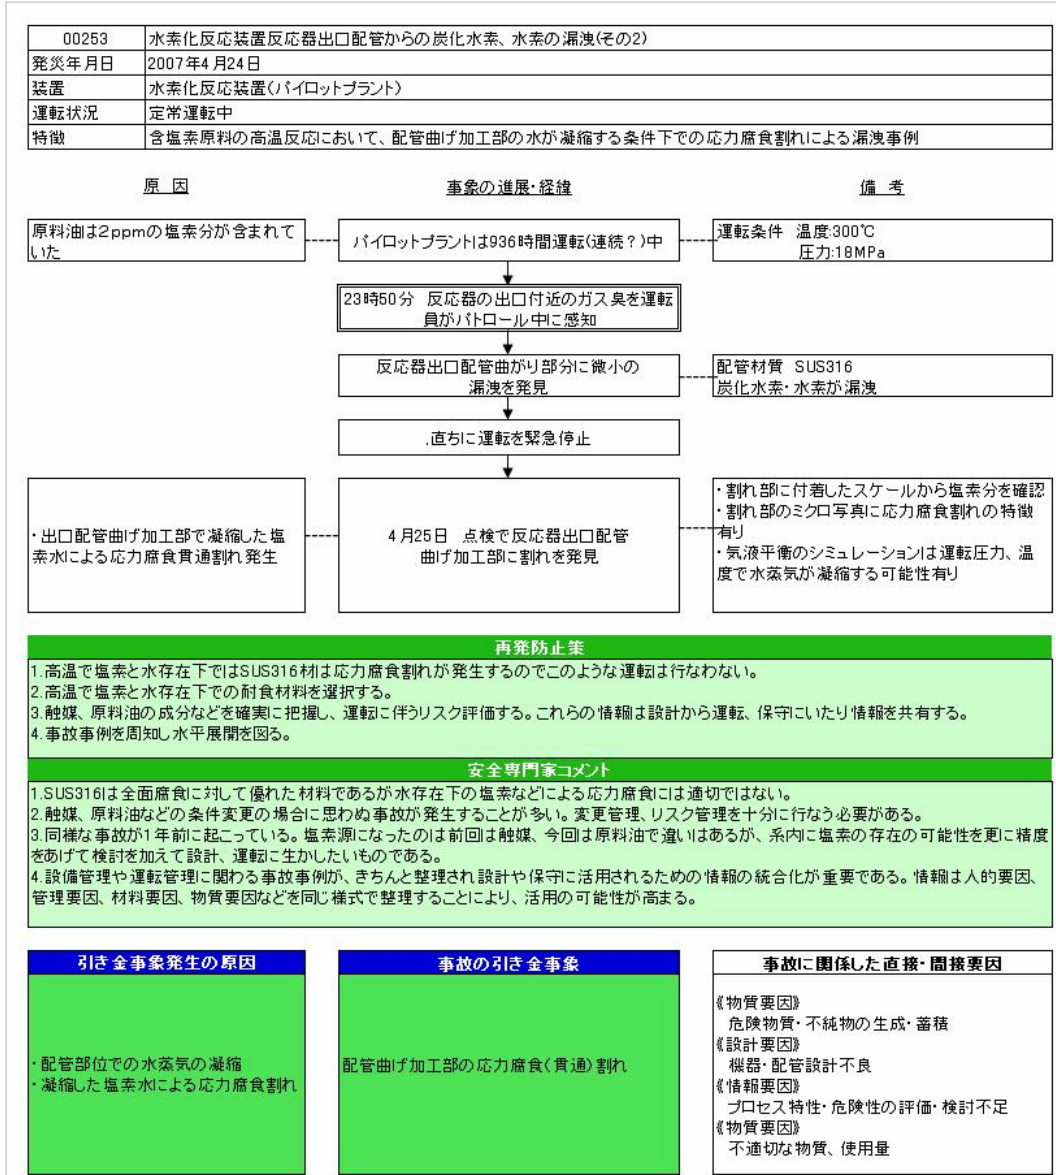 00253 水素化反応装置反応器出口配管からの炭化水素、水素の漏洩(その2)
発災年月日 2007年4月24日
装置 水素化反応装置(パイロットプラント)
運転状況 定常運転中
特徴 含塩素原料の高温反応において、配管曲げ加工部の水が凝縮する条件下での応力腐食割れによる漏洩事例
原 因
事象の進展・経緯
備 考
原料油は2ppmの塩素分が含まれて
いた
パイロットプラントは936時間運転(連続？)中
運転条件 温度:300℃
圧力:18MPa
23時50分 反応器の出口付近のガス臭を運転
員がパトロール中に感知
反応器出口配管曲がり部分に微小の
漏洩を発見
配管材質 SUS316
炭化水素・水素が漏洩
.直ちに運転を緊急停止
・出口配管曲げ加工部で凝縮した塩
素水による応力腐食貫通割れ発生
4月25日 点検で反応器出口配管
曲げ加工部に割れを発見
・割れ部に付着したスケールから塩素分を確認
・割れ部のミクロ写真に応力腐食割れの特徴
有り
・気液平衡のシミュレーションは運転圧力、温
度で水蒸気が凝縮する可能性有り
再発防止策
1.高温で塩素と水存在下ではSUS316材は応力腐食割れが発生するのでこのような運転は行なわない。
2.高温で塩素と水存在下での耐食材料を選択する。
3.触媒、原料油の成分などを確実に把握し、運転に伴うリスク評価する。これらの情報は設計から運転、保守にいたり情報を共有する。
4.事故事例を周知し水平展開を図る。
安全専門家コメント
1.SUS316は全面腐食に対して優れた材料であるが水存在下の塩素などによる応力腐食には適切ではない。
2.触媒、原料油などの条件変更の場合に思わぬ事故が発生することが多い。変更管理、リスク管理を十分に行なう必要がある。
3.同様な事故が1年前に起こっている。塩素源になったのは前回は触媒、今回は原料油で違いはあるが、系内に塩素の存在の可能性を更に精度
をあげて検討を加えて設計、運転に生かしたいものである。
4.設備管理や運転管理に関わる事故事例が、きちんと整理され設計や保守に活用されるための情報の統合化が重要である。情報は人的要因、
管理要因、材料要因、物質要因などを同じ様式で整理することにより、活用の可能性が高まる。
引き金事象発生の原因
・配管部位での水蒸気の凝縮
・凝縮した塩素水による応力腐食割れ
事故の引き金事象
配管曲げ加工部の応力腐食(貫通)割れ
事故に関係した直接・間接要因
《物質要因》
危険物質・不純物の生成・蓄積
《設計要因》
機器・配管設計不良
《情報要因》
プロセス特性・危険性の評価・検討不足
《物質要因》
不適切な物質、使用量